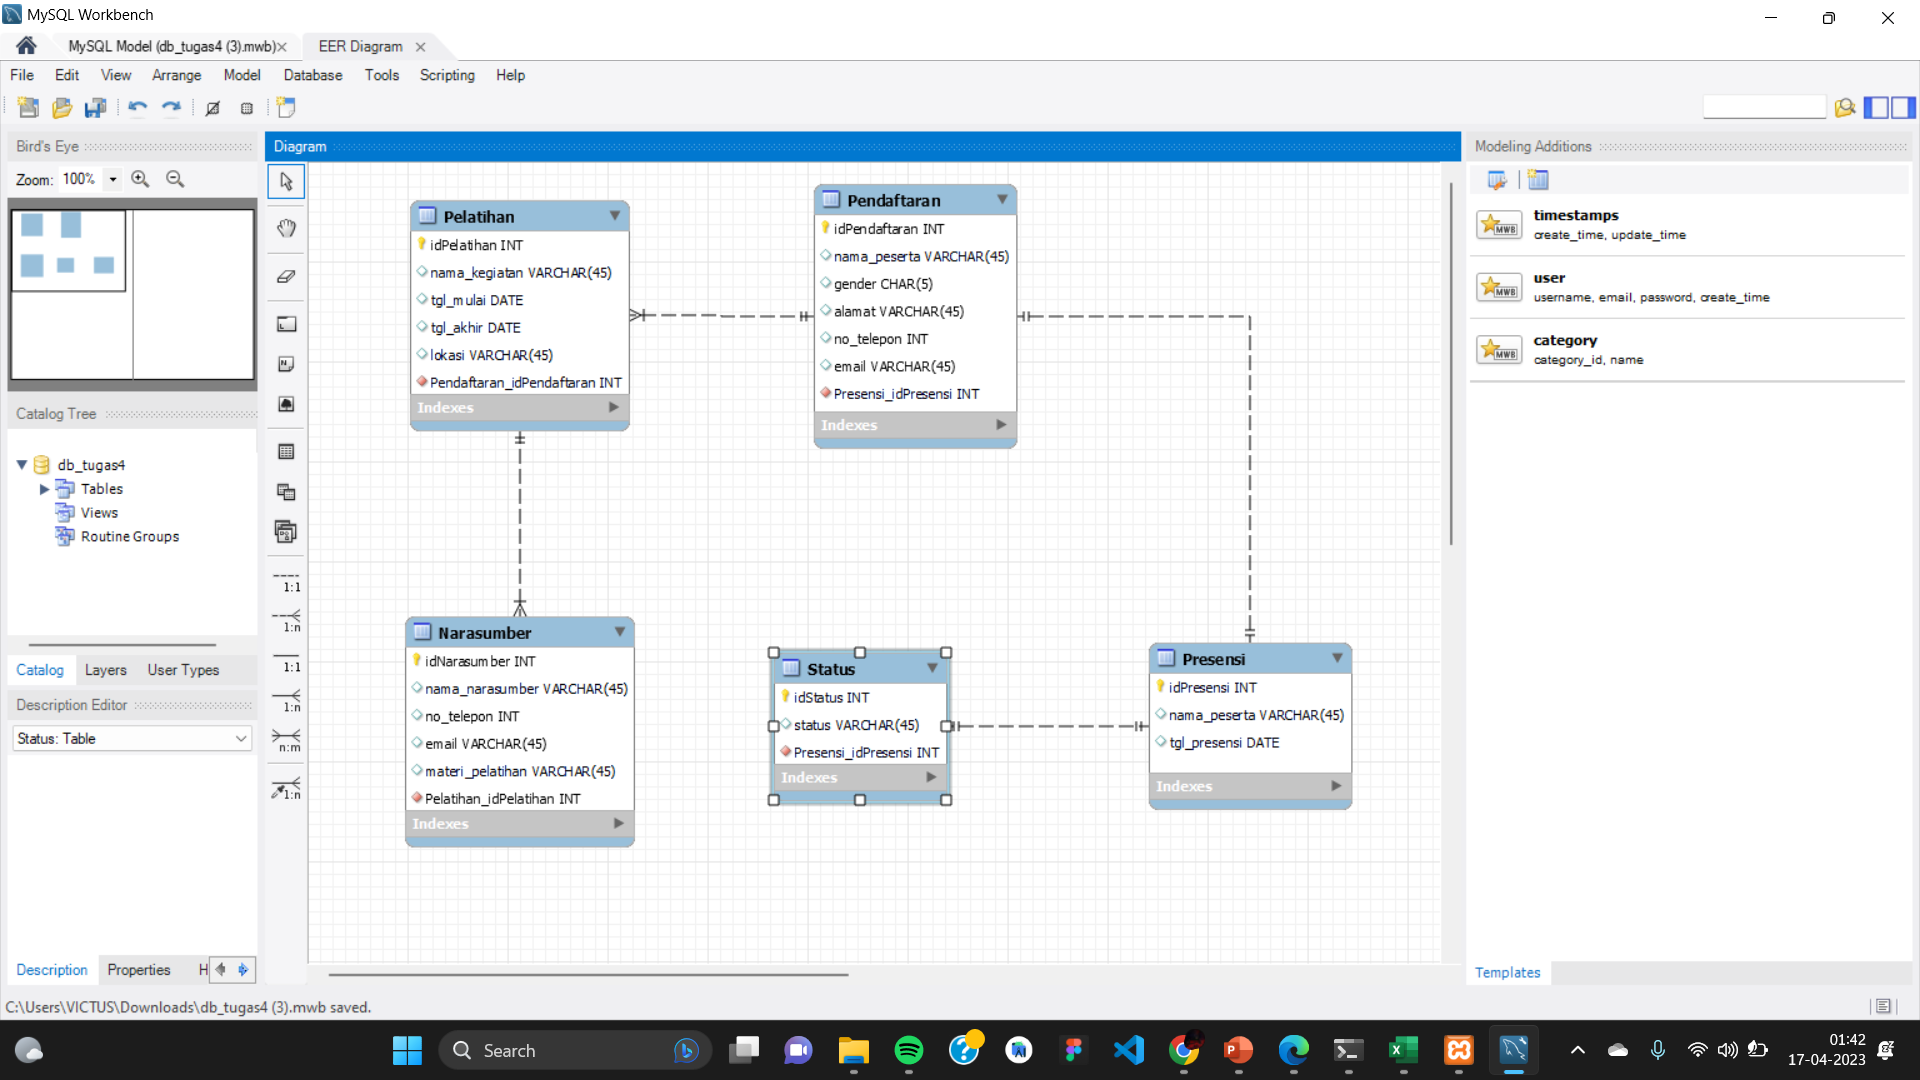 MySQL Workbench
MySQL Model (db_tugas4 (3).mwb)
EER Diagram
File Edit View Arrange Model Database Tools Scripting Help
Bird's Eye
Zoom: 100%
Catalog Tree
db_tugas4
Tables
Views
Routine Groups
Catalog Layers User Types
Description Editor
Status: Table
Description Properties H
Diagram
1:1
1:n
1:1
1:n
n:m
1:n
Pelatihan
idPelatihan INT
nama_kegiatan VARCHAR(45)
tgl_mulai DATE
tgl_akhir DATE
lokasi VARCHAR(45)
Pendaftaran_idPendaftaran INT
Indexes
Pendaftaran
idPendaftaran INT
nama_peserta VARCHAR(45)
gender CHAR(5)
alamat VARCHAR(45)
no_telepon INT
email VARCHAR(45)
Presensi_idPresensi INT
Indexes
Narasumber
idNarasumber INT
nama_narasumber VARCHAR(45)
no_telepon INT
email VARCHAR(45)
materi_pelatihan VARCHAR(45)
Pelatihan_idPelatihan INT
Indexes
Status
idStatus INT
status VARCHAR(45)
Presensi_idPresensi INT
Indexes
Presensi
idPresensi INT
nama_peserta VARCHAR(45)
tgl_presensi DATE
Indexes
Modeling Additions
MWB
timestamps
create_time, update_time
MWB
user
username, email, password, create_time
MWB
category
category_id, name
Templates
C:\Users\VICTUS\Downloads\db_tugas4 (3).mwb saved.
Search
01:42
17-04-2023